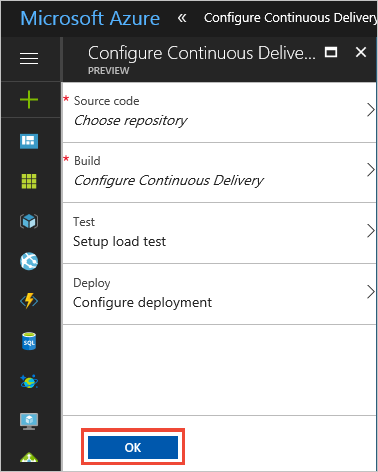 Microsoft Azure « Configure Continuous Delivery
Configure Continuous Delive...
PREVIEW
* Source code
Choose repository
* Build
Configure Continuous Delivery
Test
Setup load test
Deploy
Configure deployment
SQL
OK